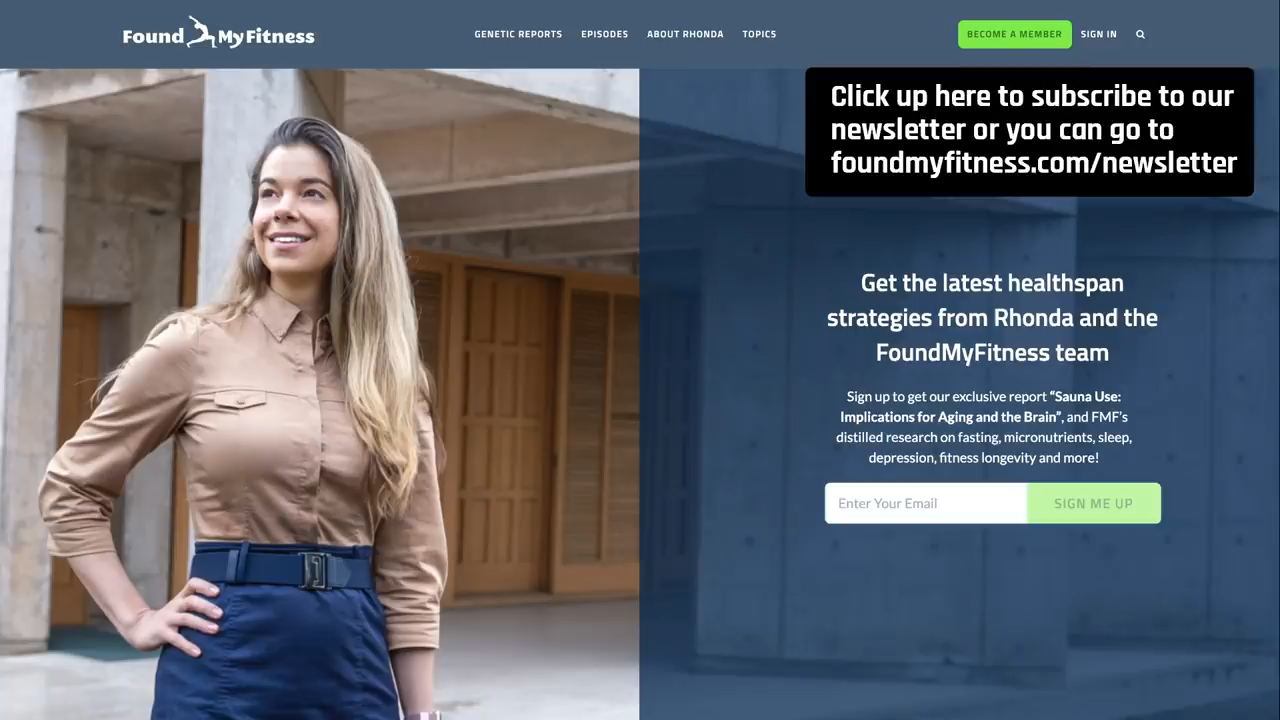 Found MyFitness
GENETIC REPORTS
EPISODES
ABOUT RHONDA
TOPICS
BECOME A MEMBER
SIGN IN
Click up here to subscribe to our
newsletter or you can go to
foundmyfitness.com/newsletter
Get the latest healthspan
strategies from Rhonda and the
FoundMyFitness team
Sign up to get our exclusive report “Sauna Use:
Implications for Aging and the Brain”, and FMF’s
distilled research on fasting, micronutrients, sleep,
depression, fitness longevity and more!
Enter Your Email
SIGN ME UP